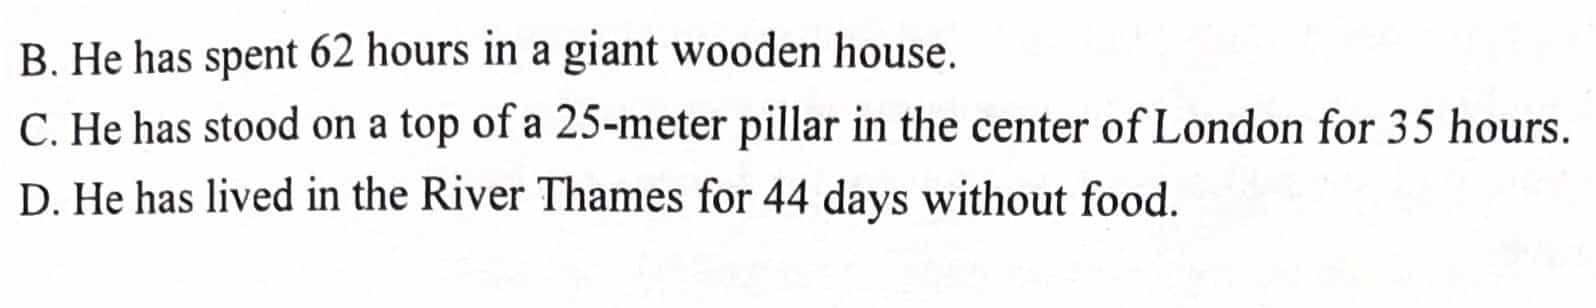 B. He has spent 62 hours in a giant wooden house.
C. He has stood on a top of a 25-meter pillar in the center of London for 35 hours.
D. He has lived in the River Thames for 44 days without food.